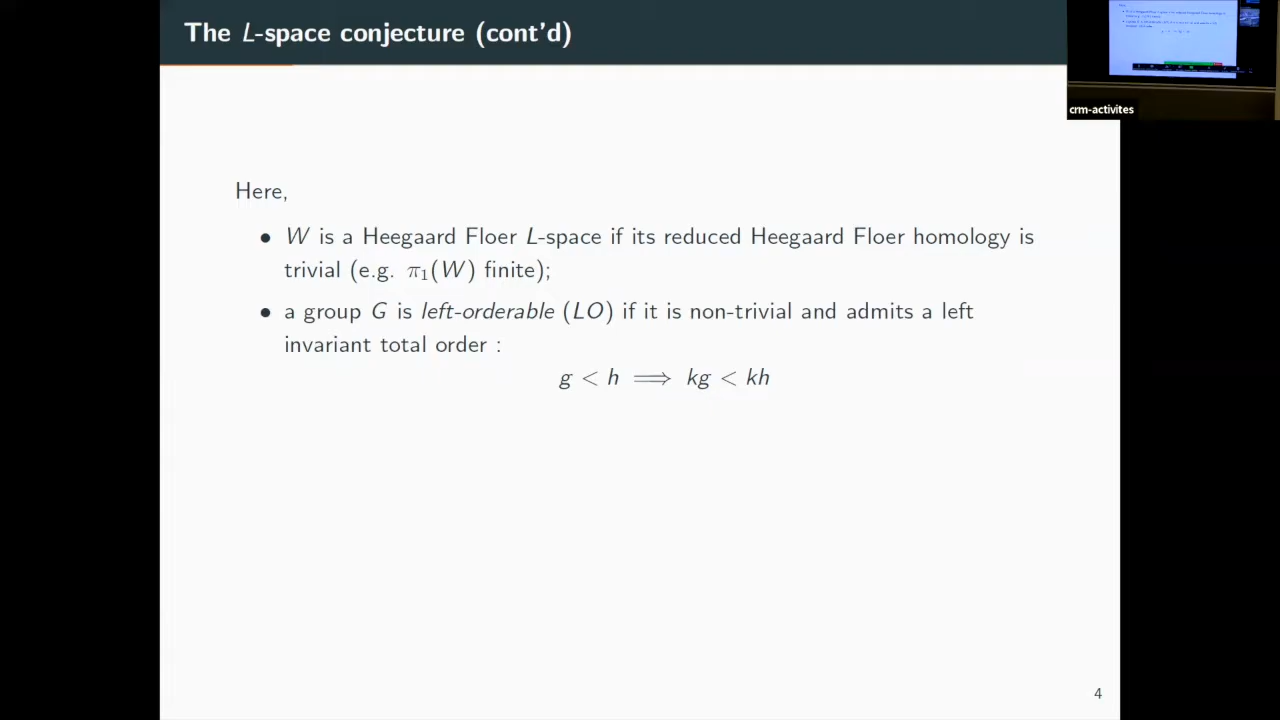 The L-space conjecture (cont'd)
crm-activites
Here,
• W is a Heegaard Floer L-space if its reduced Heegaard Floer homology is
trivial (e.g. π₁(W) finite);
• a group G is left-orderable (LO) if it is non-trivial and admits a left
invariant total order :
g < h ⟹ kg < kh
4